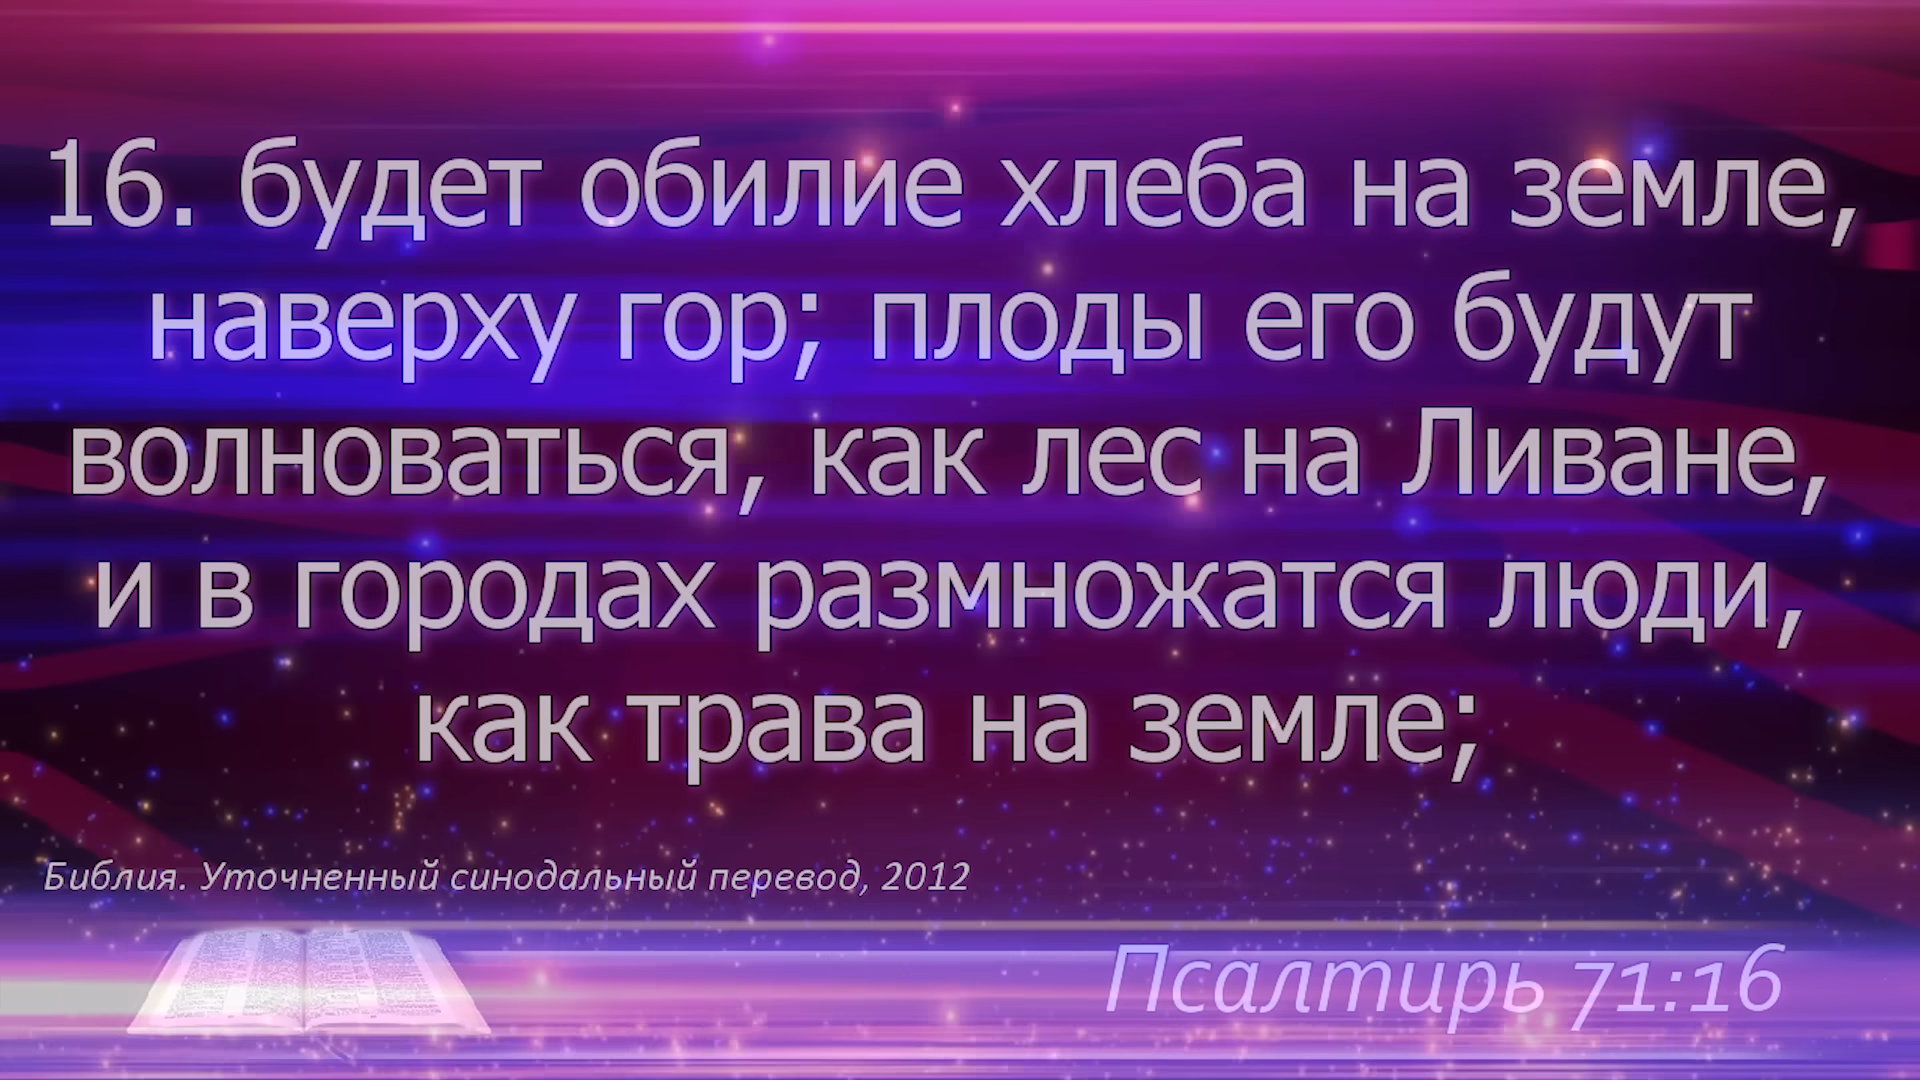 16. будет обилие хлеба на земле,
наверху гор; плоды его будут
волноваться, как лес на Ливане,
и в городах размножатся люди,
как трава на земле;
Библия. Уточненный синодальный перевод, 2012
Псалтирь 71:16